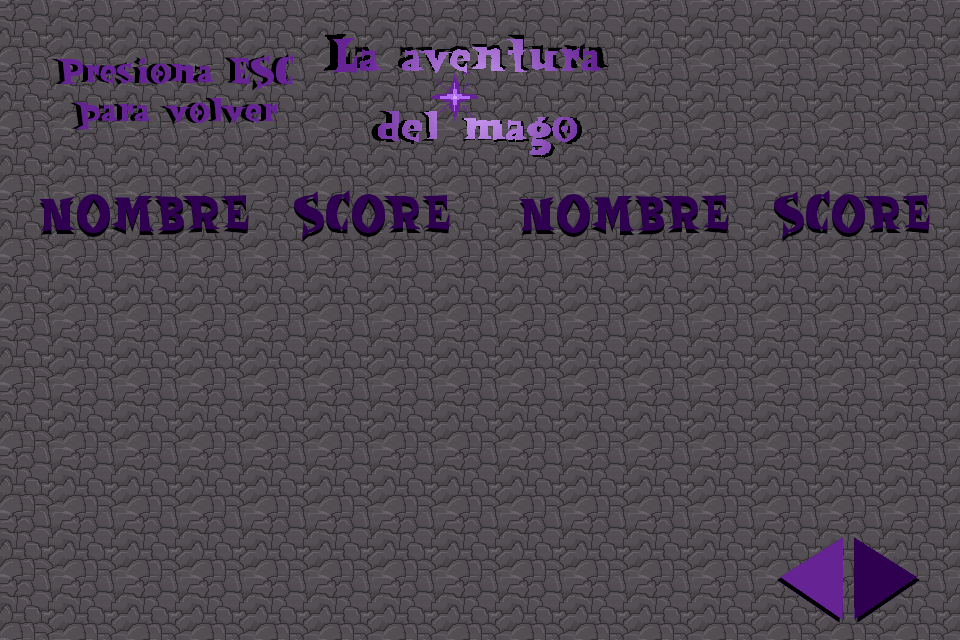 Presiona ESC
para volver
La aventura
del mago
NOMBRE SCORE NOMBRE SCORE